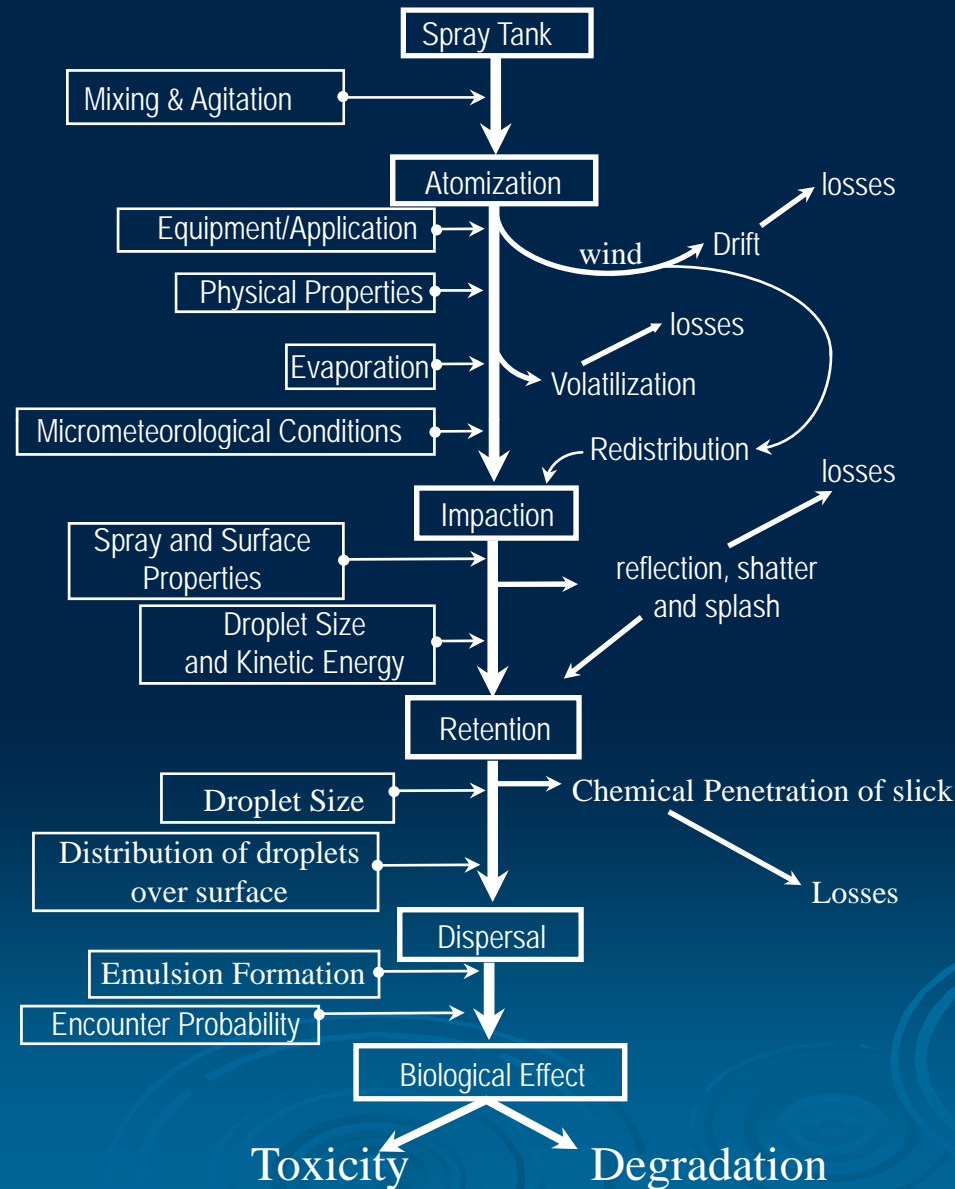 Spray Tank
Mixing & Agitation
Atomization
losses
Equipment/Application
wind
Drift
Physical Properties
losses
Evaporation
Volatilization
Micrometeorological Conditions
Redistribution
losses
Impaction
Spray and Surface
Properties
reflection, shatter
and splash
Droplet Size
and Kinetic Energy
Retention
Droplet Size
Chemical Penetration of slick
Distribution of droplets
over surface
Losses
Dispersal
Emulsion Formation
Encounter Probability
Biological Effect
Toxicity
Degradation